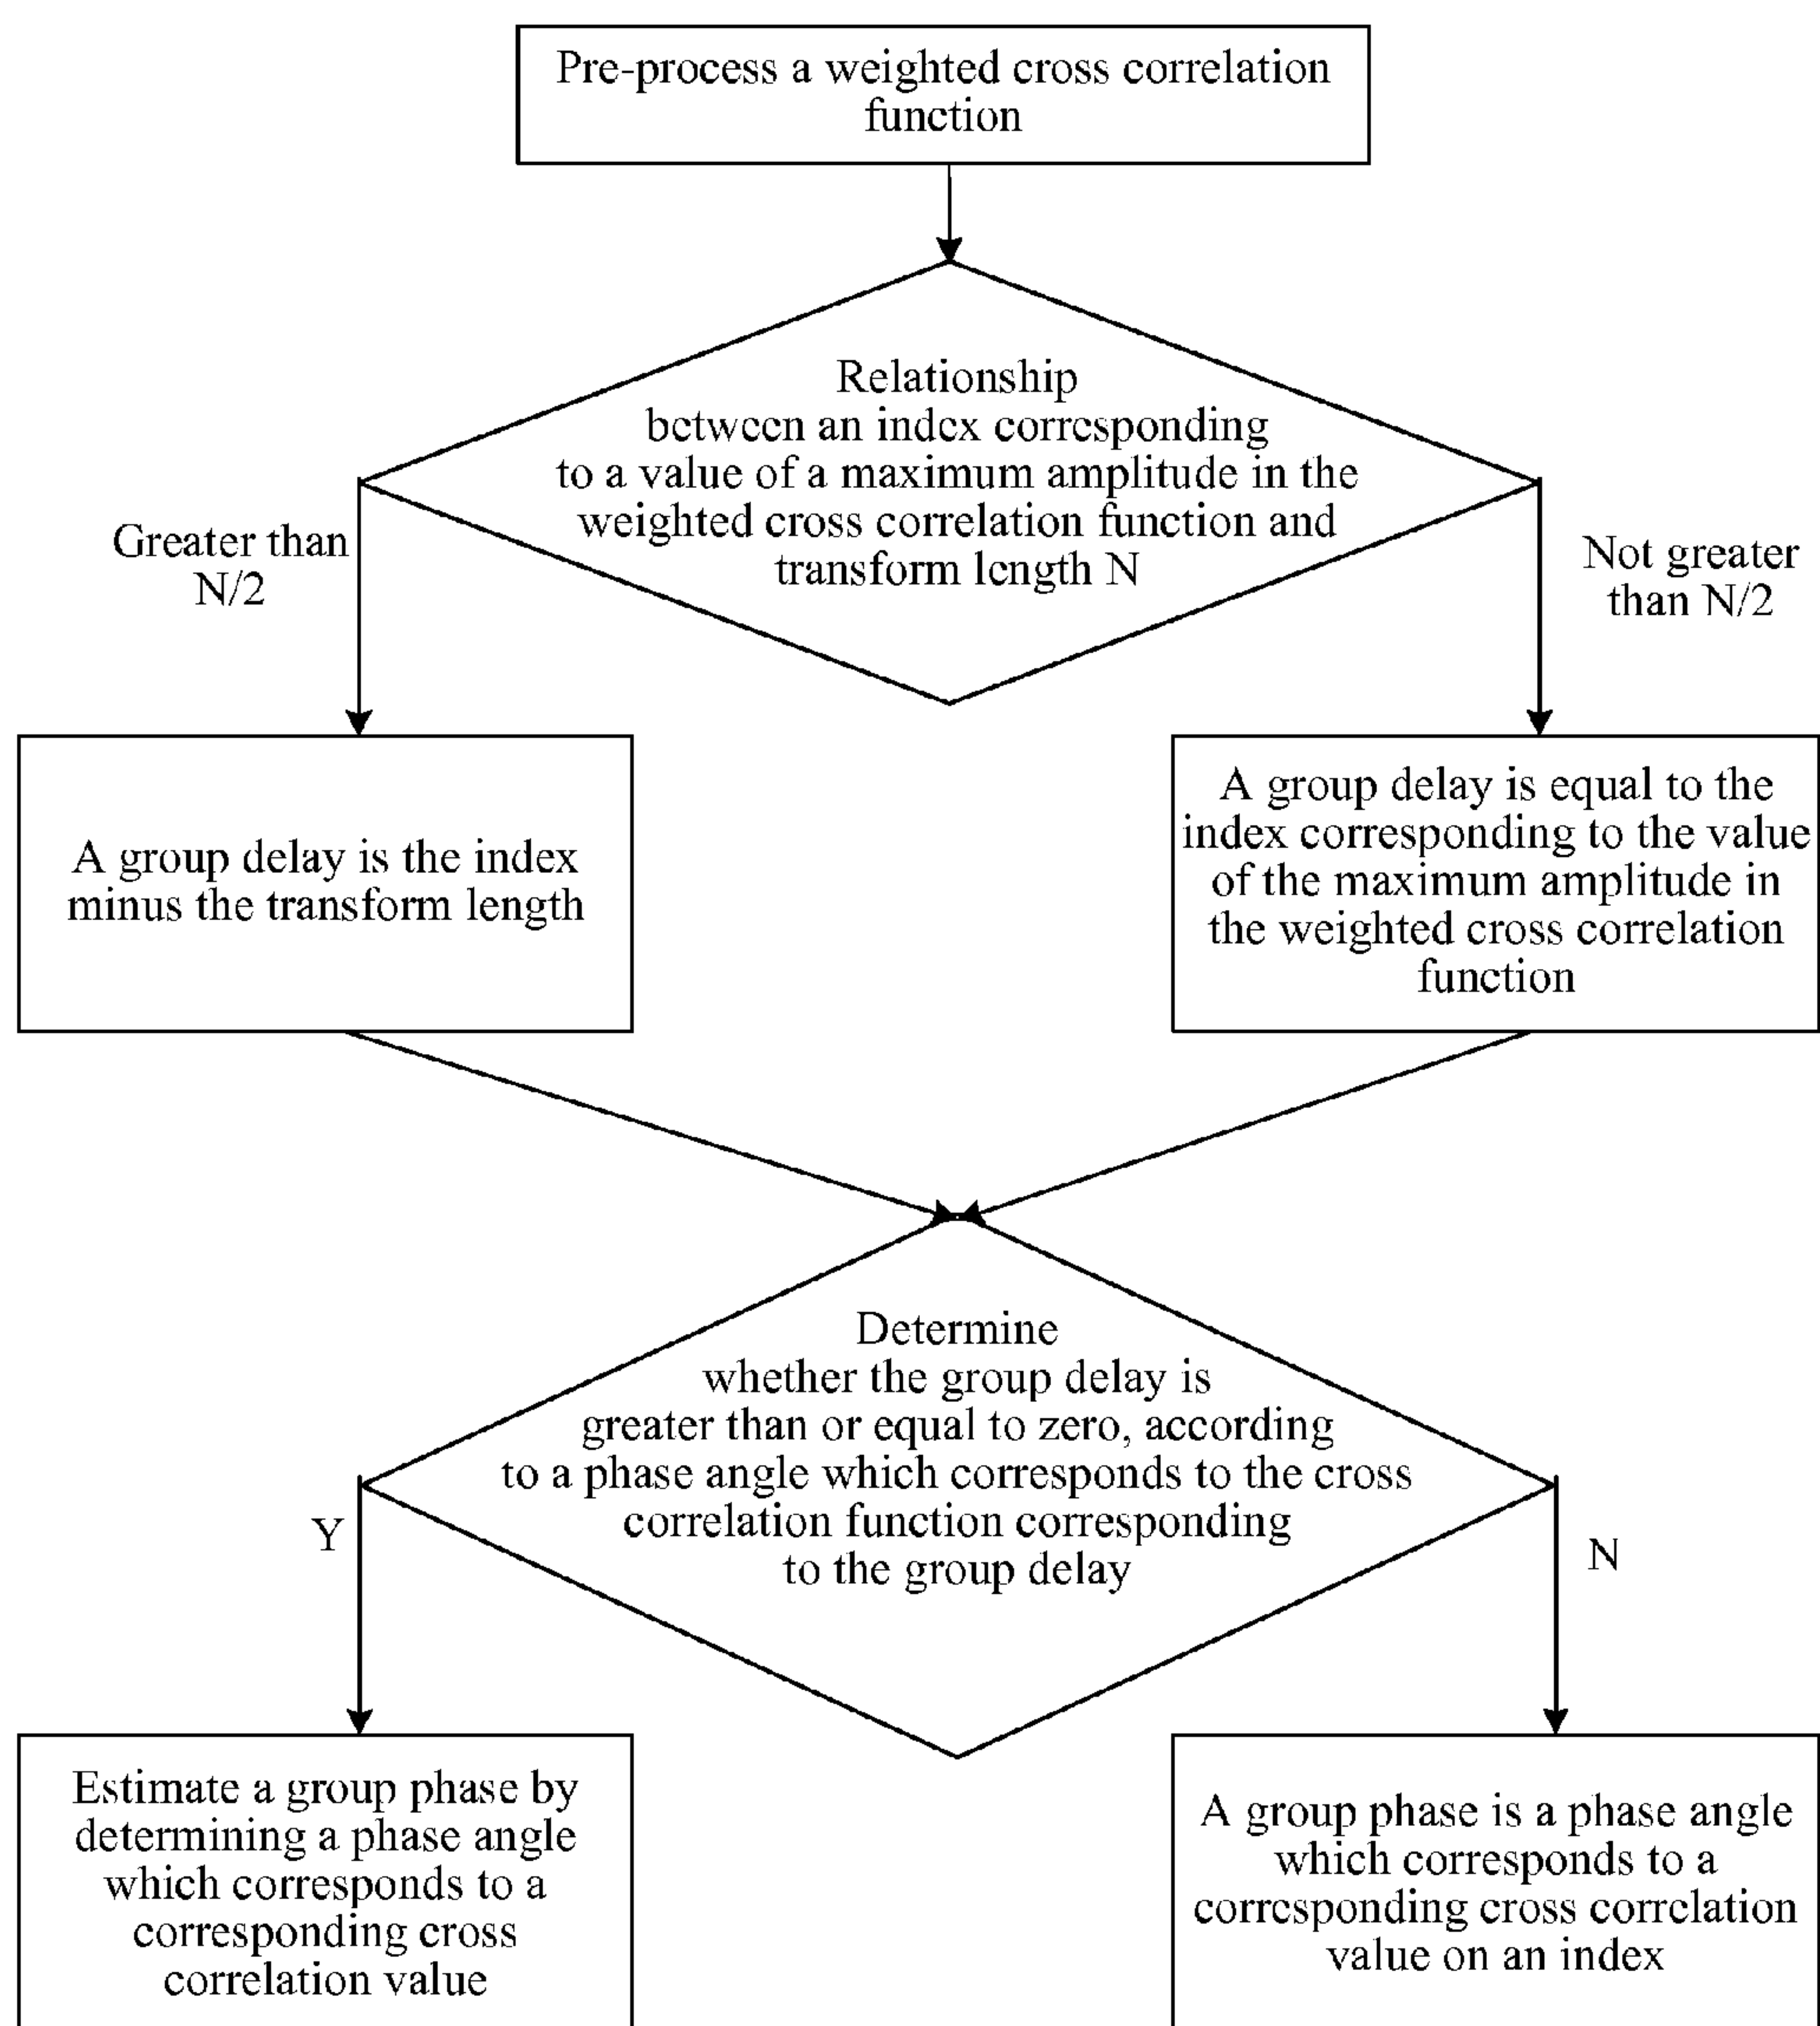 Pre-process a weighted cross correlation
function
Relationship
between an index corresponding
to a value of a maximum amplitude in the
weighted cross correlation function and
transform length N
Greater than
N/2
Not greater
than N/2
A group delay is the index
minus the transform length
A group delay is equal to the
index corresponding to the value
of the maximum amplitude in
the weighted cross correlation
function
Determine
whether the group delay is
greater than or equal to zero, according
to a phase angle which corresponds to the cross
correlation function corresponding
to the group delay
Y
N
Estimate a group phase by
determining a phase angle
which corresponds to a
corresponding cross
correlation value
A group phase is a phase angle
which corresponds to a
corresponding cross correlation
value on an index